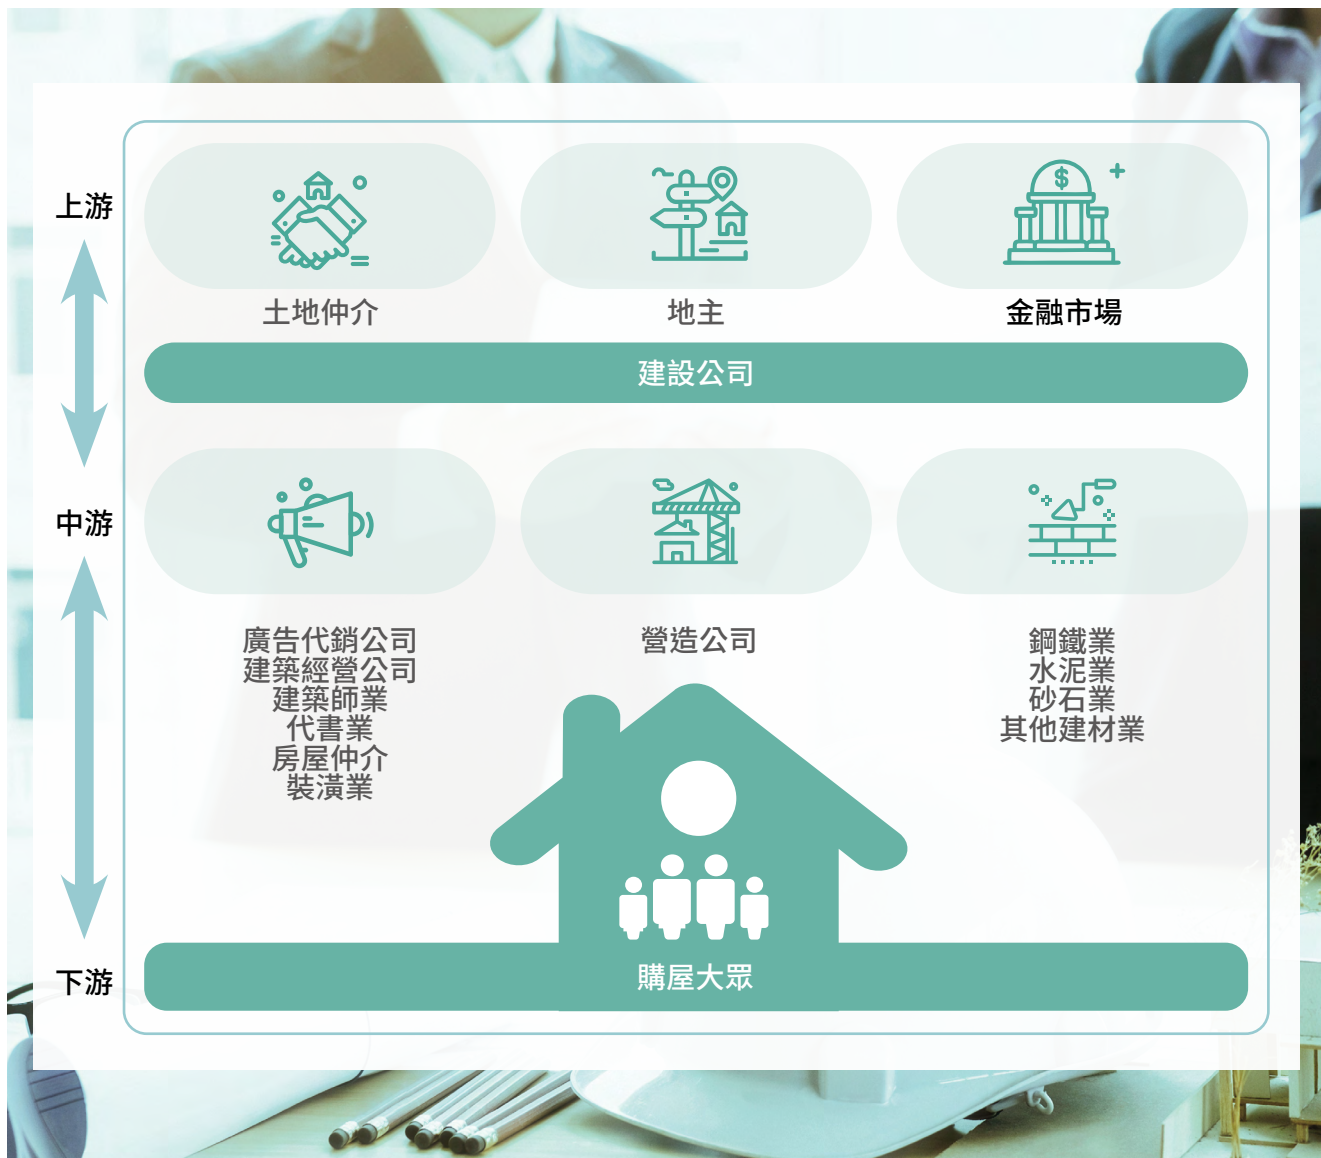 上游
土地仲介
地主
金融市場
建設公司
中游
廣告代銷公司
建築經營公司
建築師業
代書業
房屋仲介
裝潢業
營造公司
鋼鐵業
水泥業
砂石業
其他建材業
下游
購屋大眾
$